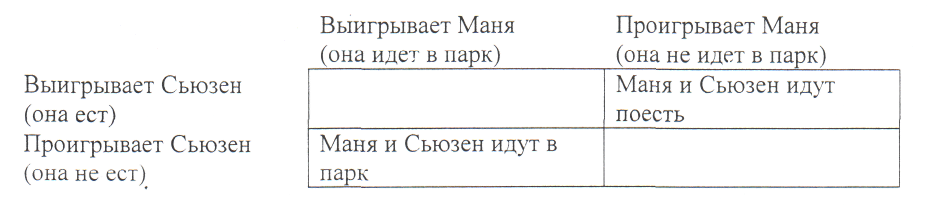 Выигрывает Маня
(она идет в парк)
Проигрывает Маня
(она не идет в парк)
Выигрывает Сьюзен
(она ест)
Маня и Сьюзен идут
поесть
Проигрывает Сьюзен
(она не ест).
Маня и Сьюзен идут в
парк